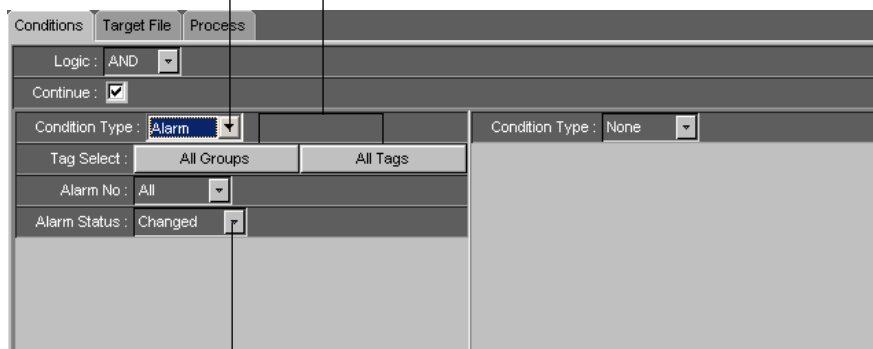 Conditions Target File Process
Logic : AND
Continue :
Condition Type : Alarm
Condition Type : None
Tag Select : All Groups All Tags
Alarm No : All
Alarm Status : Changed